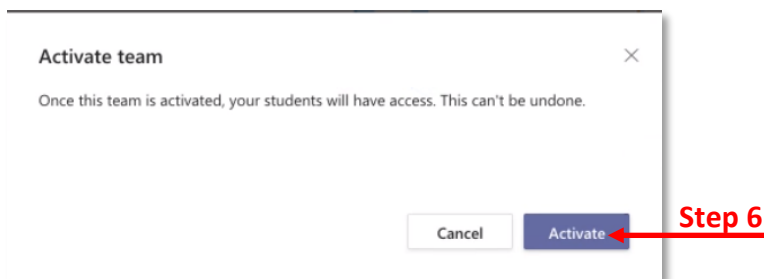 Activate team
Once this team is activated, your students will have access. This can't be undone.
Cancel
Activate
Step 6